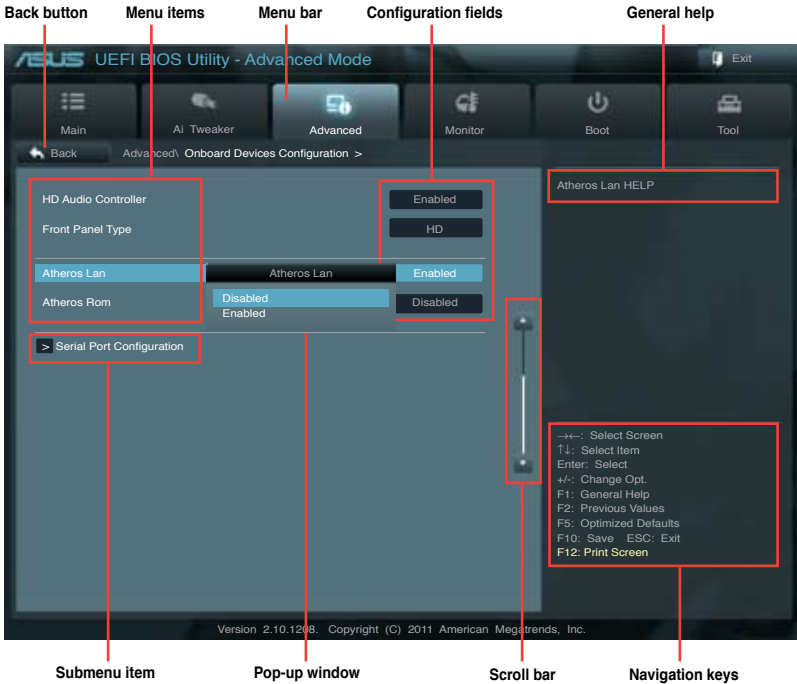 Back button Menu items Menu bar Configuration fields General help
ASUS UEFI BIOS Utility - Advanced Mode Exit
Main Ai Tweaker Advanced Monitor Boot Tool
Back Advanced\ Onboard Devices Configuration >
Atheros Lan HELP
HD Audio Controller Enabled
Front Panel Type HD
Atheros Lan Atheros Lan Enabled
Disabled
Enabled
Atheros Rom Disabled
> Serial Port Configuration
→←: Select Screen
↑↓: Select Item
Enter: Select
+/-: Change Opt.
F1: General Help
F2: Previous Values
F5: Optimized Defaults
F10: Save ESC: Exit
F12: Print Screen
Version 2.10.1208. Copyright (C) 2011 American Megatrends, Inc.
Submenu item Pop-up window Scroll bar Navigation keys